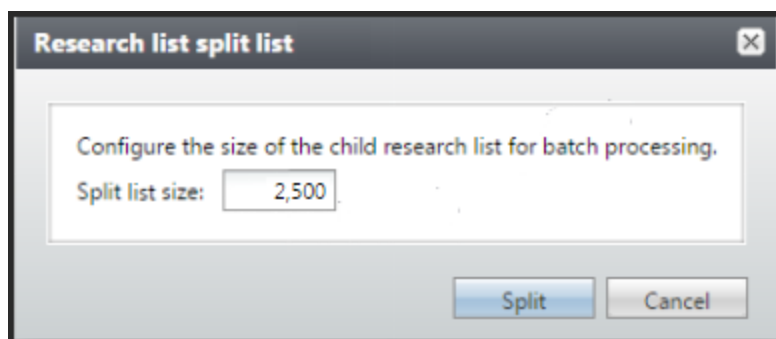 Research list split list
Configure the size of the child research list for batch processing.
Split list size: 2,500
Split Cancel